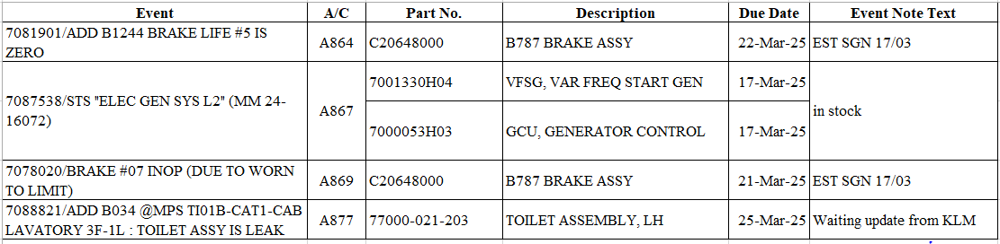 Event A/C Part No. Description Due Date Event Note Text
7081901/ADD B1244 BRAKE LIFE #5 IS
ZERO
A864 C20648000 B787 BRAKE ASSY 22-Mar-25 EST SGN 17/03
7087538/STS "ELEC GEN SYS L2" (MM 24-
16072)
A867
7001330H04 VFSG, VAR FREQ START GEN 17-Mar-25
7000053H03 GCU, GENERATOR CONTROL 17-Mar-25
in stock
7078020/BRAKE #07 INOP (DUE TO WORN
TO LIMIT)
A869 C20648000 B787 BRAKE ASSY 21-Mar-25 EST SGN 17/03
7088821/ADD B034 @MPS TI01B-CAT1-CAB
LAVATORY 3F-1L : TOILET ASSY IS LEAK
A877 77000-021-203 TOILET ASSEMBLY, LH 25-Mar-25 Waiting update from KLM